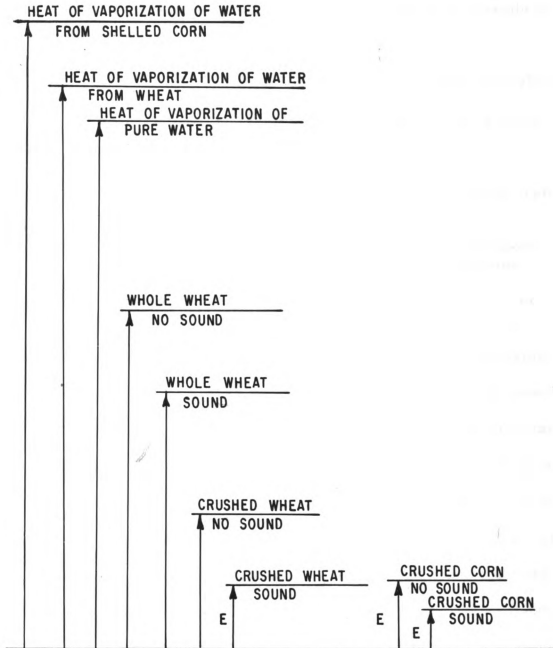 HEAT OF VAPORIZATION OF WATER
FROM SHELLED CORN
HEAT OF VAPORIZATION OF WATER
FROM WHEAT
HEAT OF VAPORIZATION OF
PURE WATER
WHOLE WHEAT
NO SOUND
WHOLE WHEAT
SOUND
CRUSHED WHEAT
NO SOUND
CRUSHED WHEAT
SOUND
E
CRUSHED CORN
NO SOUND
E
CRUSHED CORN
SOUND
E